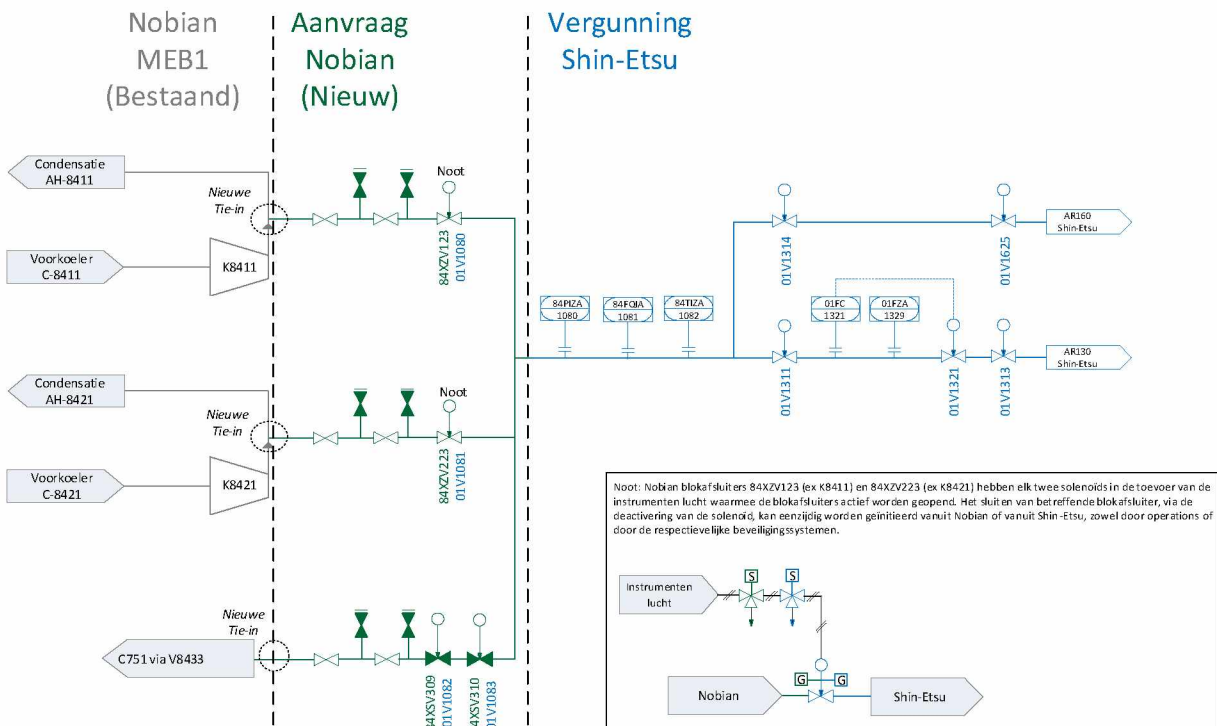 Nobian
MEB1
(Bestaand)
Aanvraag
Nobian
(Nieuw)
Vergunning
Shin-Etsu
Condensatie
AH-8411
Nieuwe
Tie-in
Voorkoeler
C-8411
K8411
Noot
84XZV123
01V1080
84PIZA
1080
84FQIA
1081
84TIZA
1082
01V1314
01V1625
AR160
Shin-Etsu
01FC
1321
01FZA
1329
01V1311
01V1321
01V1313
AR130
Shin-Etsu
Condensatie
AH-8421
Nieuwe
Tie-in
Voorkoeler
C-8421
K8421
Noot
84XZV223
01V1081
Nieuwe
Tie-in
C751 via V8433
84XSV309
01V1082
84XSV310
01V1083
Noot: Nobian blokafsluiters 84XZV123 (ex K8411) en 84XZV223 (ex K8421) hebben elk twee solenoïds in de toevoer van de
instrumenten lucht waarmee de blokafsluiters actief worden geopend. Het sluiten van betreffende blokafsluiter, via de
deactivering van de solenoïd, kan eenzijdig worden geïnitieerd vanuit Nobian of vanuit Shin-Etsu, zowel door operations of
door de respectievelijke beveiligingssystemen.
Instrumenten
lucht
S
S
G
G
Nobian
Shin-Etsu